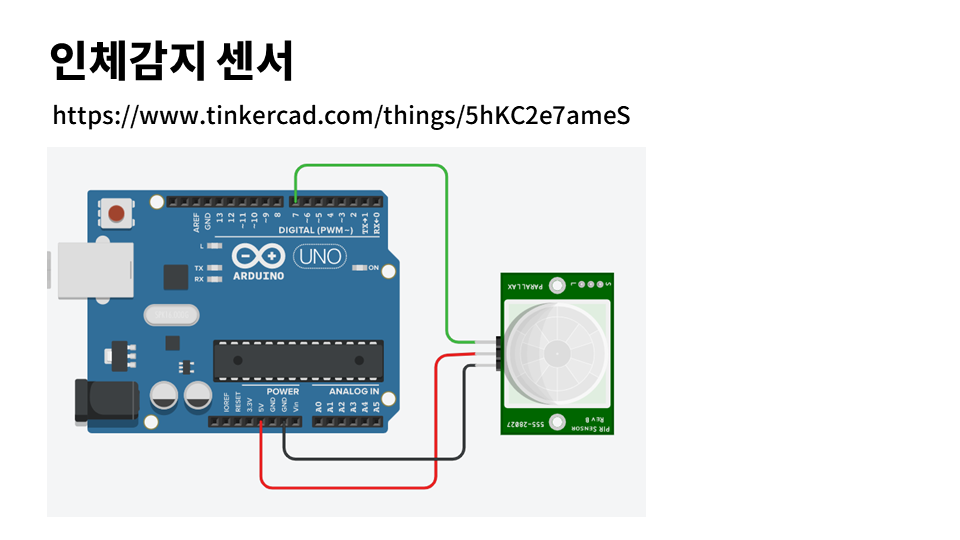 인체감지 센서
https://www.tinkercad.com/things/5hKC2e7ameS
AREF
GND
13
12
~11
~10
~9
8
7
~6
~5
4
~3
2
TX→1
RX←0
DIGITAL (PWM~)
L
TX
RX
ARDUINO
UNO
ON
POWER
ANALOG IN
IOREF
RESET
3.3V
5V
GND
GND
Vin
A0
A1
A2
A3
A4
A5
PARALLAX
L
S
555-28027
REV B
PIR SENSOR